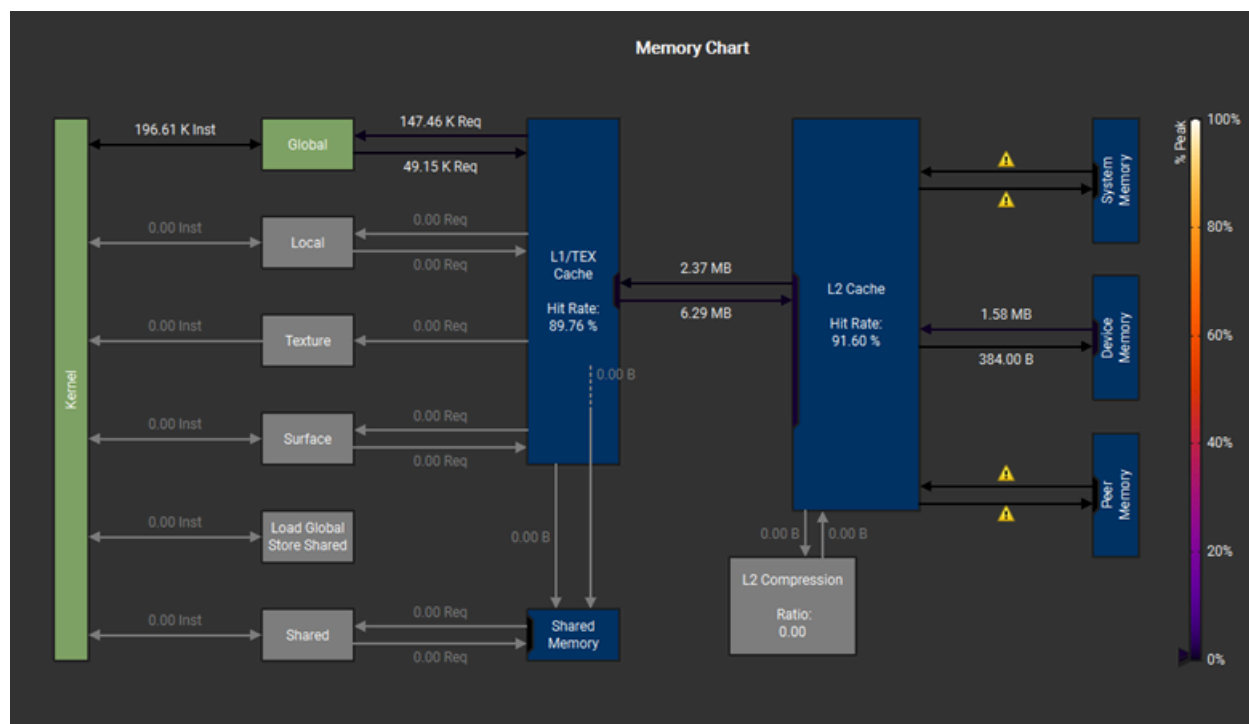 Memory Chart
Kernel
196.61 K Inst
Global
147.46 K Req
49.15 K Req
0.00 Inst
Local
0.00 Req
0.00 Req
0.00 Inst
Texture
0.00 Req
0.00 Inst
Surface
0.00 Req
0.00 Req
0.00 Inst
Load Global
Store Shared
0.00 Inst
Shared
0.00 Req
0.00 Req
L1/TEX
Cache
Hit Rate:
89.76 %
0.00 B
0.00 B
Shared
Memory
2.37 MB
6.29 MB
L2 Cache
Hit Rate:
91.60 %
0.00 B
0.00 B
L2 Compression
Ratio:
0.00
System
Memory
1.58 MB
384.00 B
Device
Memory
Peer
Memory
% Peak
100%
80%
60%
40%
20%
0%